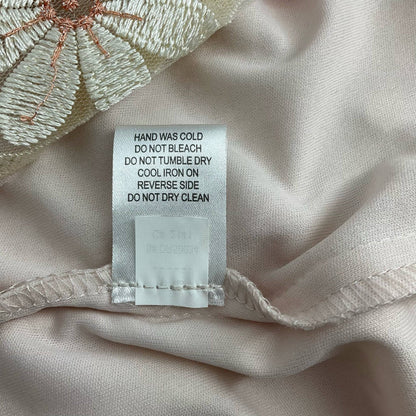 HAND WAS COLD
DO NOT BLEACH
DO NOT TUMBLE DRY
COOL IRON ON
REVERSE SIDE
DO NOT DRY CLEAN